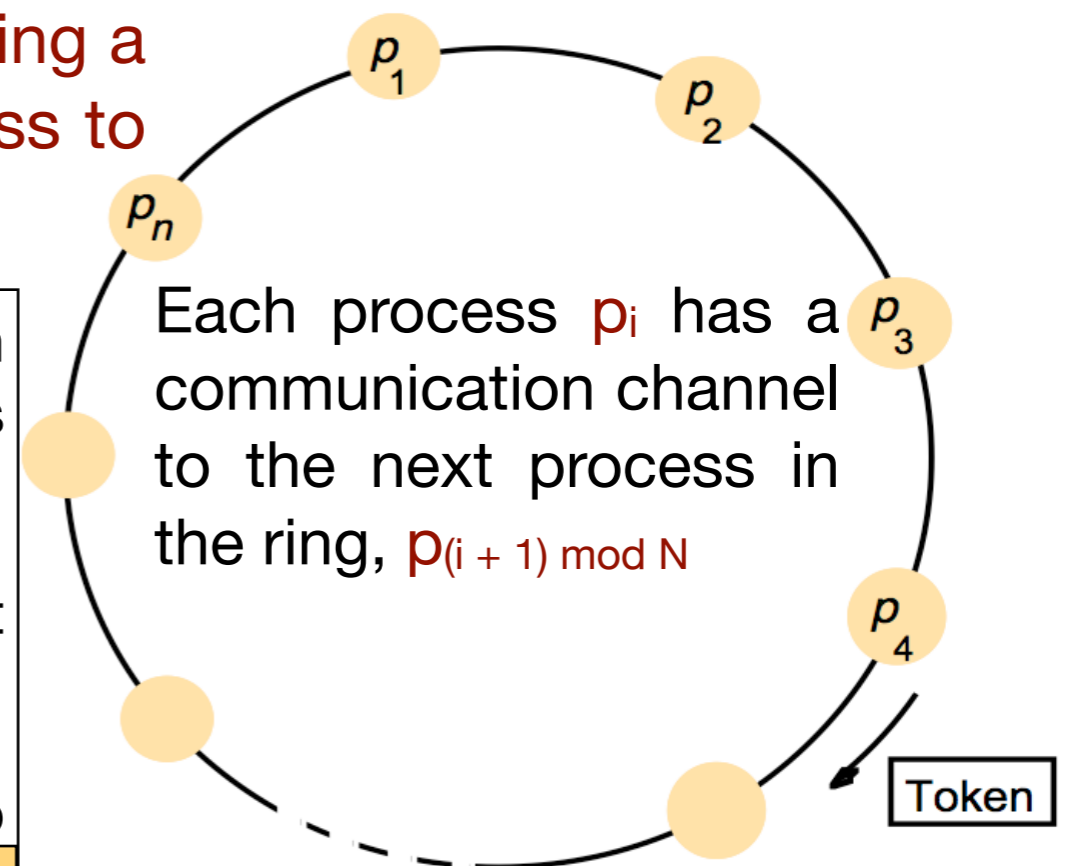 ing a
ss to
p1
p2
pn
Each process pi has a
p3
communication channel
to the next process in
the ring, p(i + 1) mod N
p4
Token